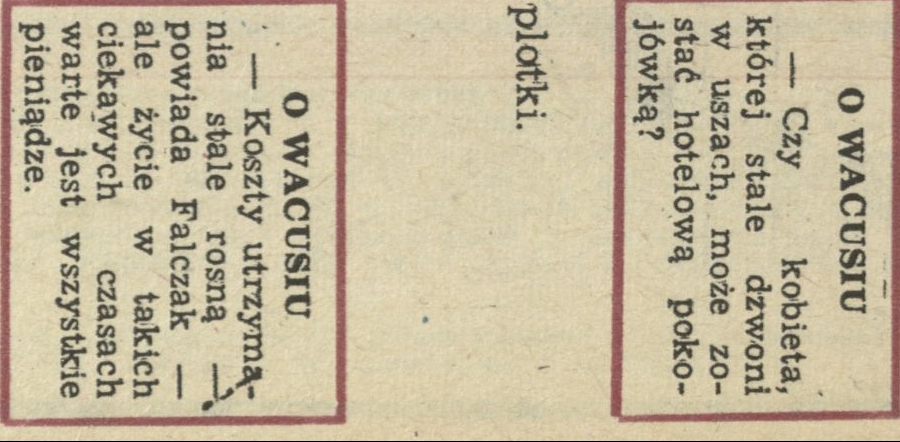 O WACUSIU
— Czy kobieta,
której stale dzwoni
w uszach, może zo-
stać hotelową poko-
jówką?
plotki.
O WACUSIU
— Koszty utrzyma-
nia stale rosną —
powiada Falczak —
ale życie w takich
ciekawych czasach
warte jest wszystkie
pieniądze.